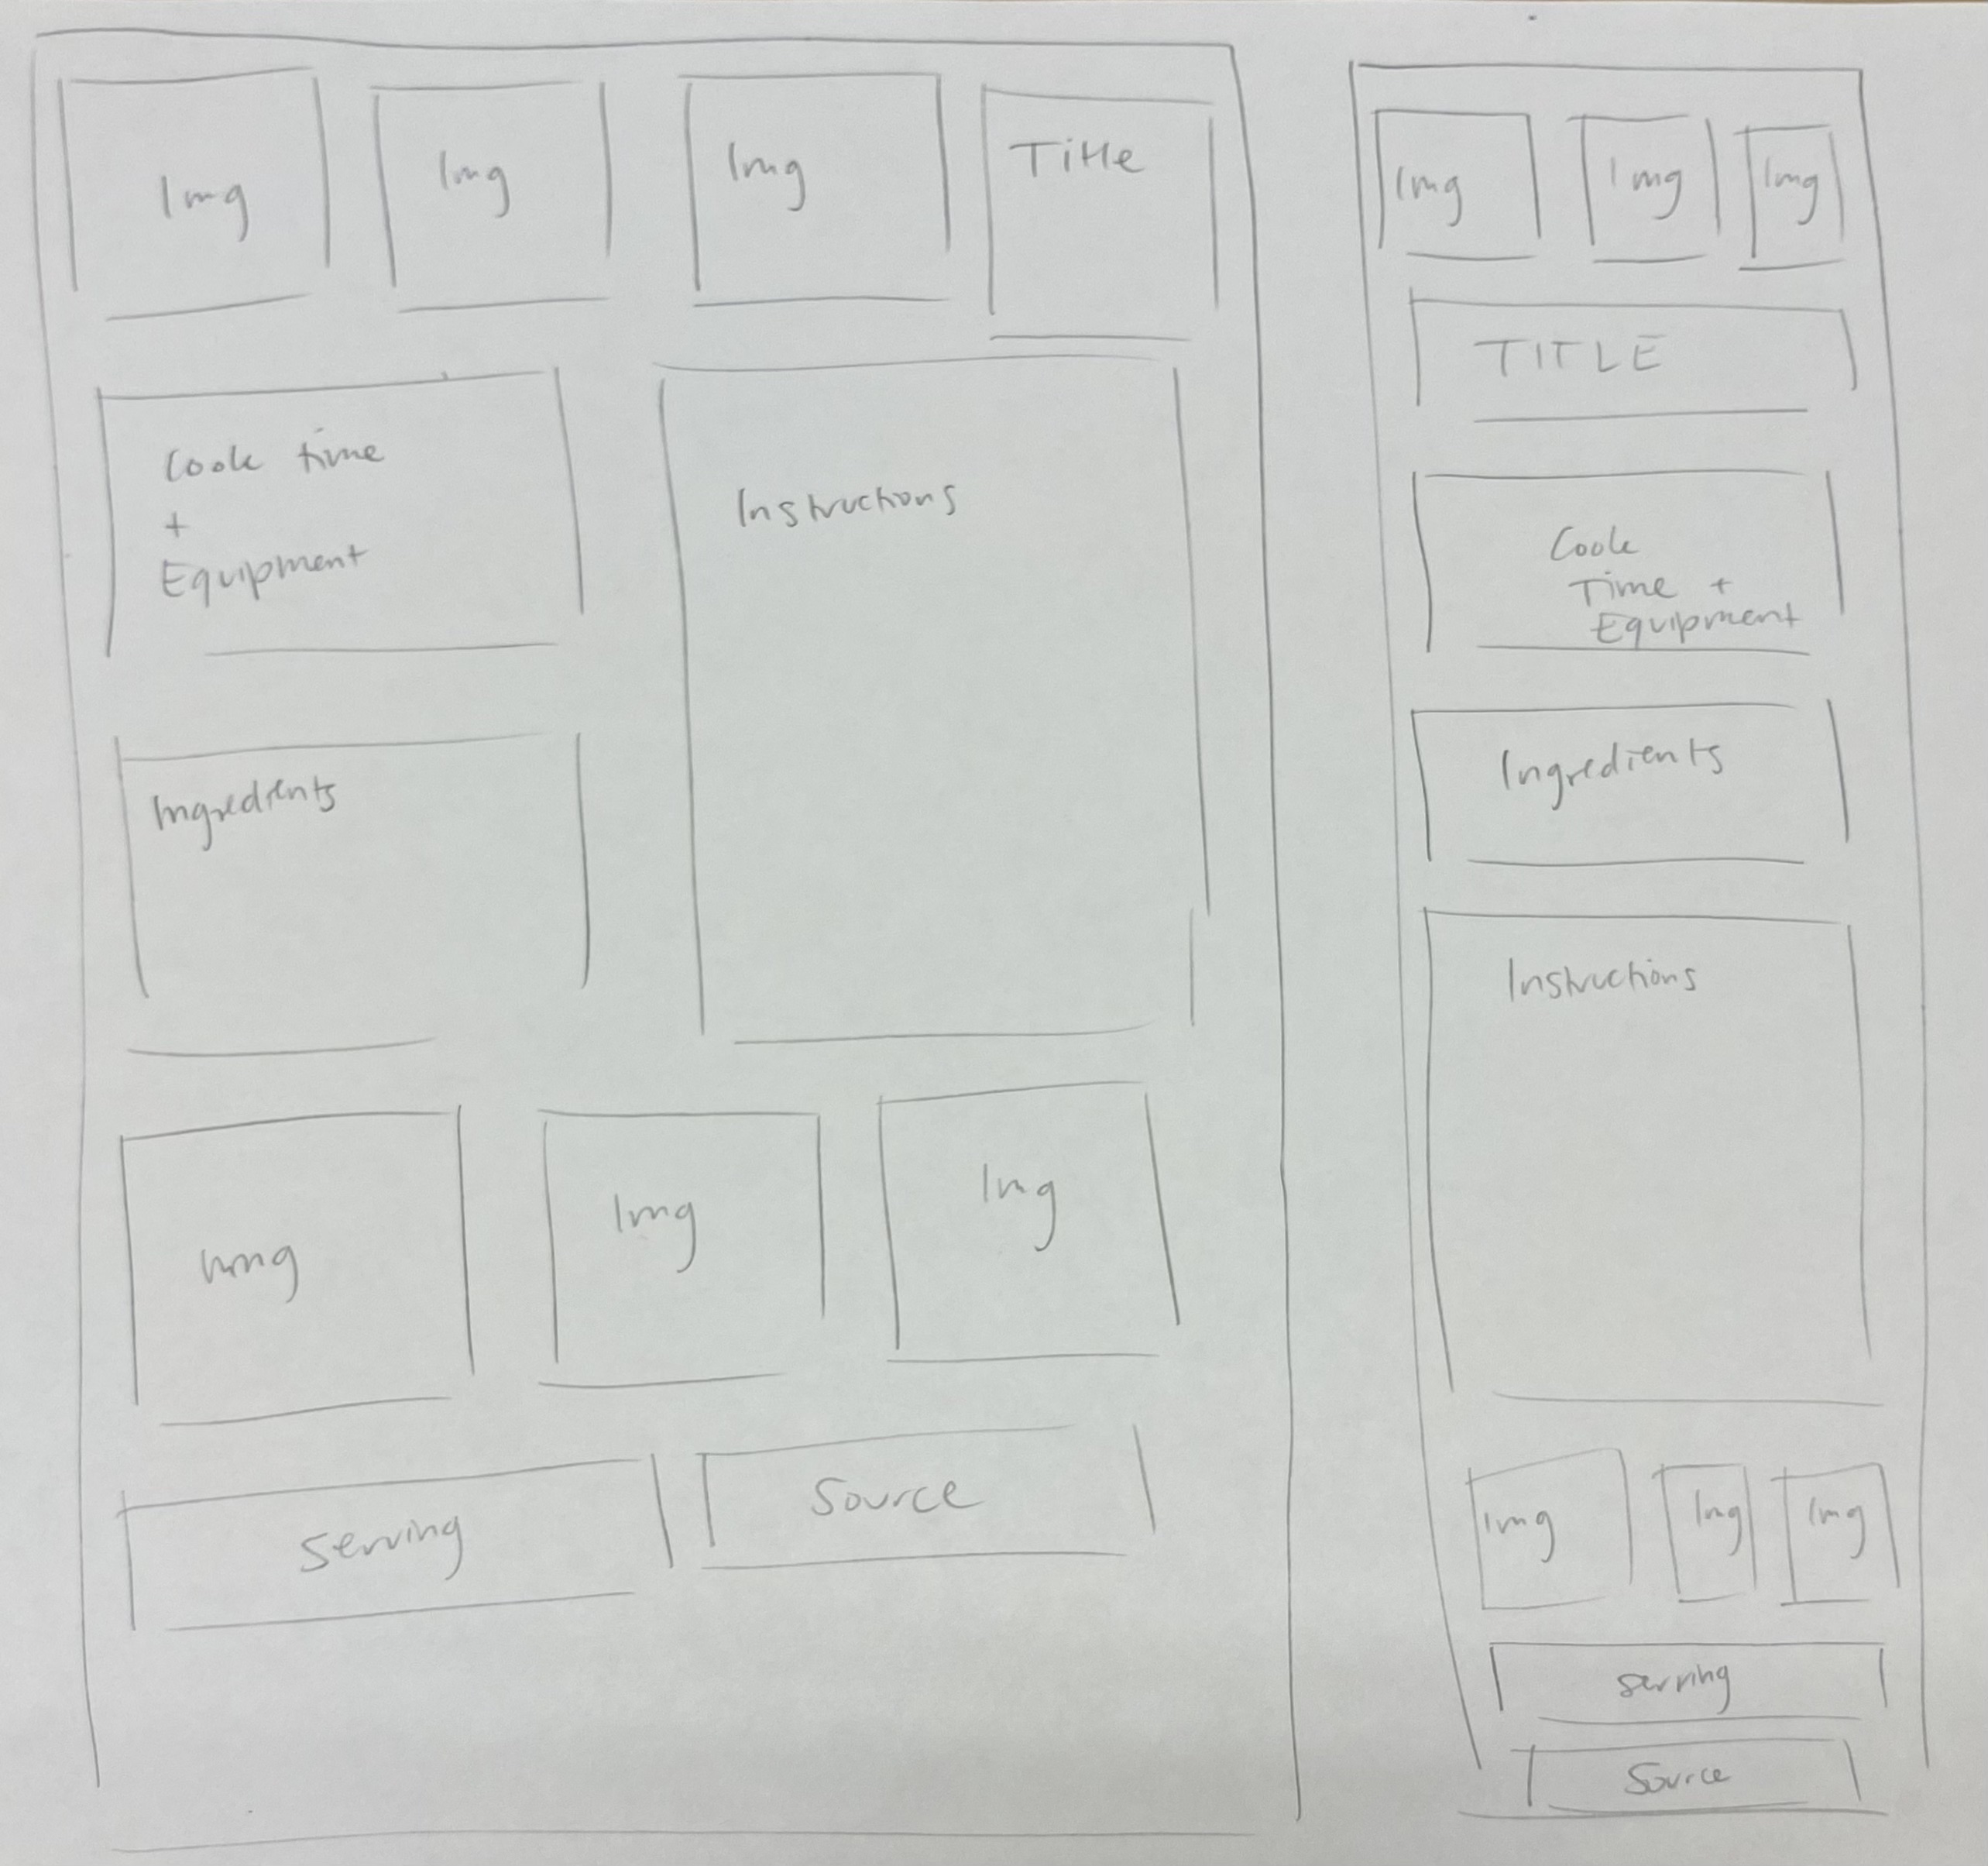 Img
Img
Img
Title
Cook time
+
Equipment
Instructions
Ingredients
Img
Img
Img
Serving
Source
Img
Img
Img
TITLE
Cook
Time +
Equipment
Ingredients
Instructions
Img
Img
Img
serving
Source